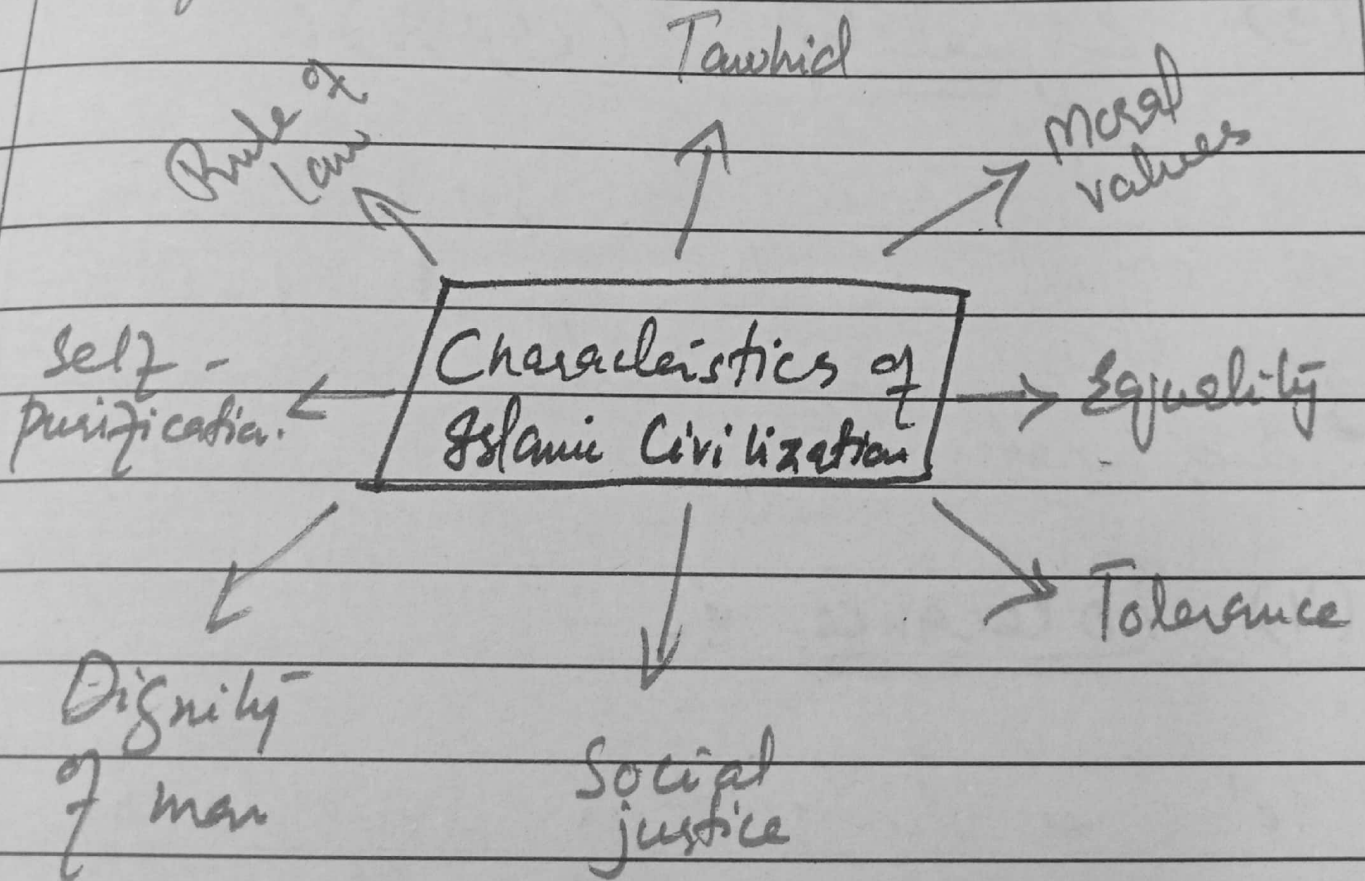 Tawhid
Rule of
law
Moral
values
Characteristics of
Islamic Civilization
Self -
purification.
Equality
Tolerance
Dignity
of man
Social
justice